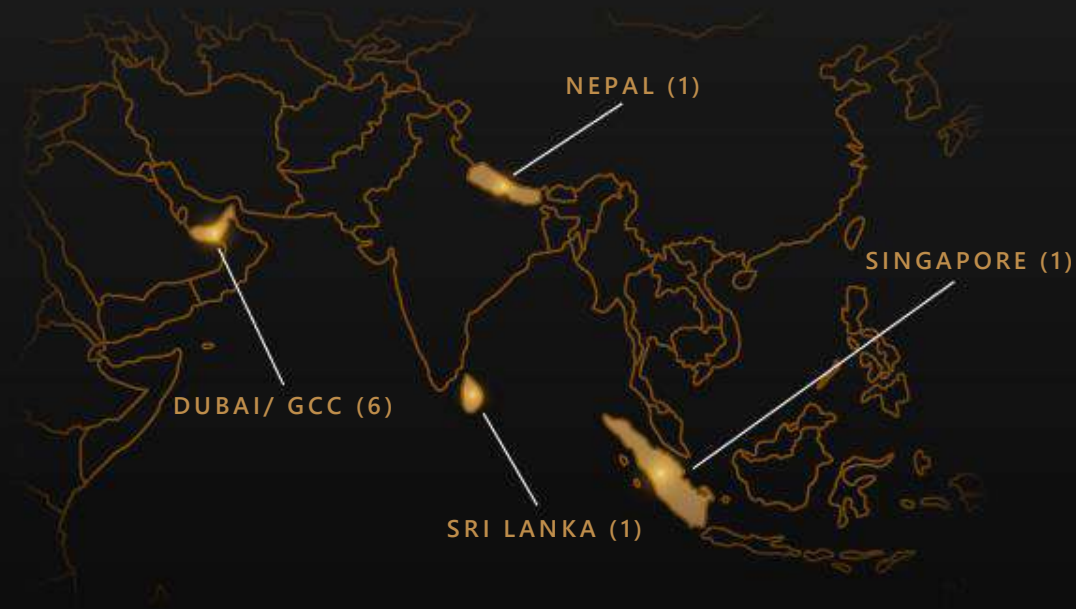 NEPAL (1)
SINGAPORE (1)
DUBAI/ GCC (6)
SRI LANKA (1)